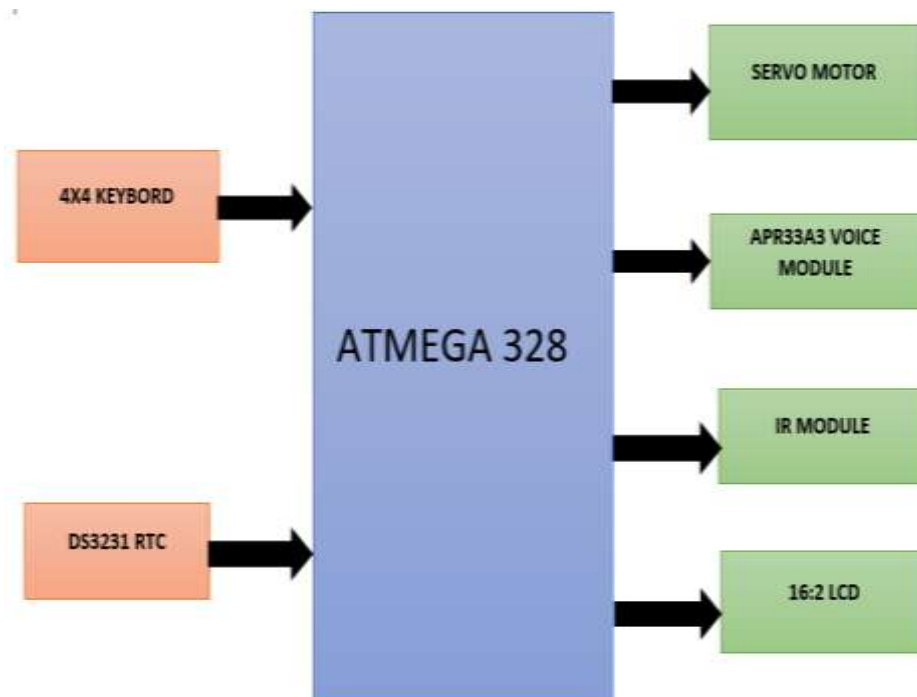 4X4 KEYBORD
DS3231 RTC
ATMEGA 328
SERVO MOTOR
APR33A3 VOICE
MODULE
IR MODULE
16:2 LCD